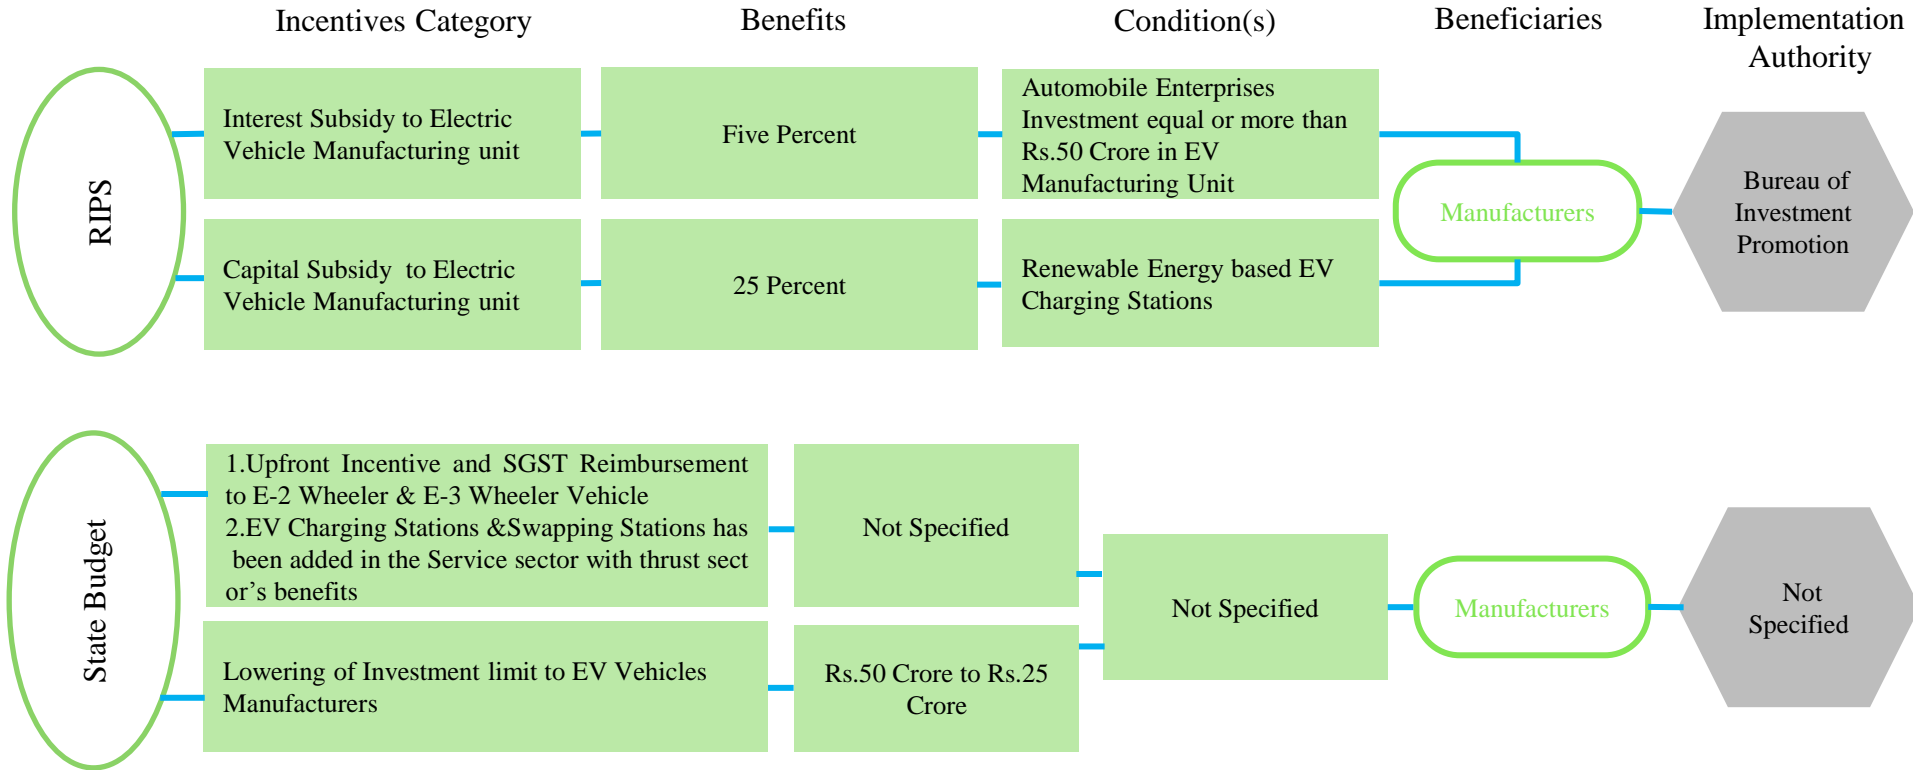 Incentives Category
Benefits
Condition(s)
Beneficiaries
Implementation
Authority
RIPS
Interest Subsidy to Electric
Vehicle Manufacturing unit
Five Percent
Automobile Enterprises
Investment equal or more than
Rs.50 Crore in EV
Manufacturing Unit
Capital Subsidy to Electric
Vehicle Manufacturing unit
25 Percent
Renewable Energy based EV
Charging Stations
Manufacturers
Bureau of
Investment
Promotion
State Budget
1.Upfront Incentive and SGST Reimbursement
to E-2 Wheeler & E-3 Wheeler Vehicle
2.EV Charging Stations &Swapping Stations has
been added in the Service sector with thrust sect
or’s benefits
Not Specified
Lowering of Investment limit to EV Vehicles
Manufacturers
Rs.50 Crore to Rs.25
Crore
Not Specified
Manufacturers
Not
Specified